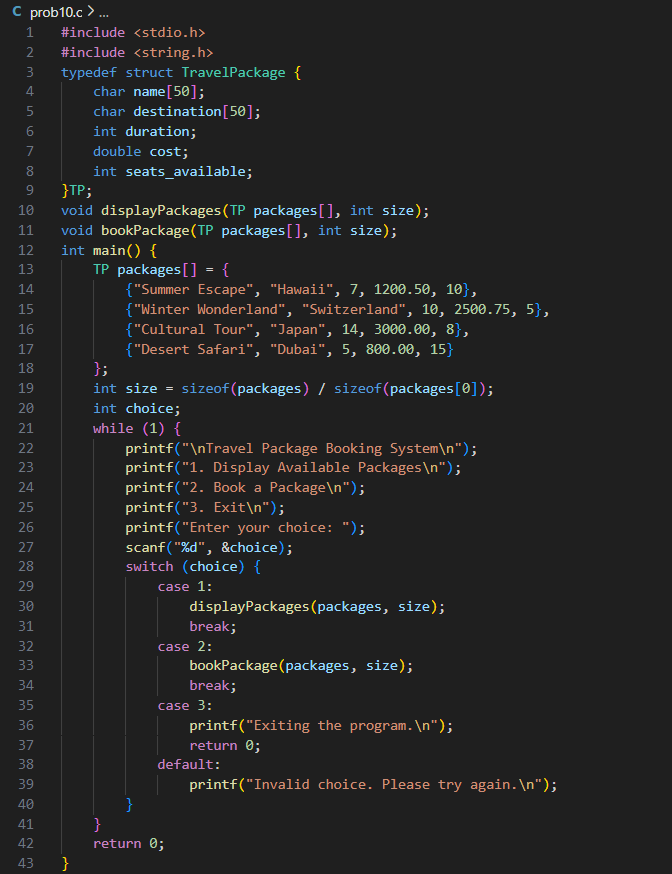 C prob10.c > ...
1 #include <stdio.h>
2 #include <string.h>
3 typedef struct TravelPackage {
4     char name[50];
5     char destination[50];
6     int duration;
7     double cost;
8     int seats_available;
9 }TP;
10 void displayPackages(TP packages[], int size);
11 void bookPackage(TP packages[], int size);
12 int main() {
13     TP packages[] = {
14         {"Summer Escape", "Hawaii", 7, 1200.50, 10},
15         {"Winter Wonderland", "Switzerland", 10, 2500.75, 5},
16         {"Cultural Tour", "Japan", 14, 3000.00, 8},
17         {"Desert Safari", "Dubai", 5, 800.00, 15}
18     };
19     int size = sizeof(packages) / sizeof(packages[0]);
20     int choice;
21     while (1) {
22         printf("\nTravel Package Booking System\n");
23         printf("1. Display Available Packages\n");
24         printf("2. Book a Package\n");
25         printf("3. Exit\n");
26         printf("Enter your choice: ");
27         scanf("%d", &choice);
28         switch (choice) {
29             case 1:
30                 displayPackages(packages, size);
31                 break;
32             case 2:
33                 bookPackage(packages, size);
34                 break;
35             case 3:
36                 printf("Exiting the program.\n");
37                 return 0;
38             default:
39                 printf("Invalid choice. Please try again.\n");
40         }
41     }
42     return 0;
43 }